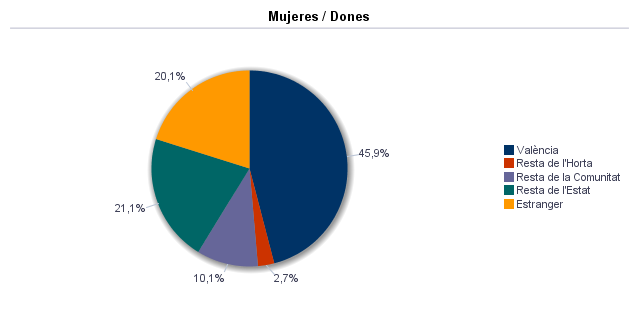 Mujeres / Dones
20,1%
45,9%
21,1%
10,1%
2,7%
València
Resta de l'Horta
Resta de la Comunitat
Resta de l'Estat
Estranger